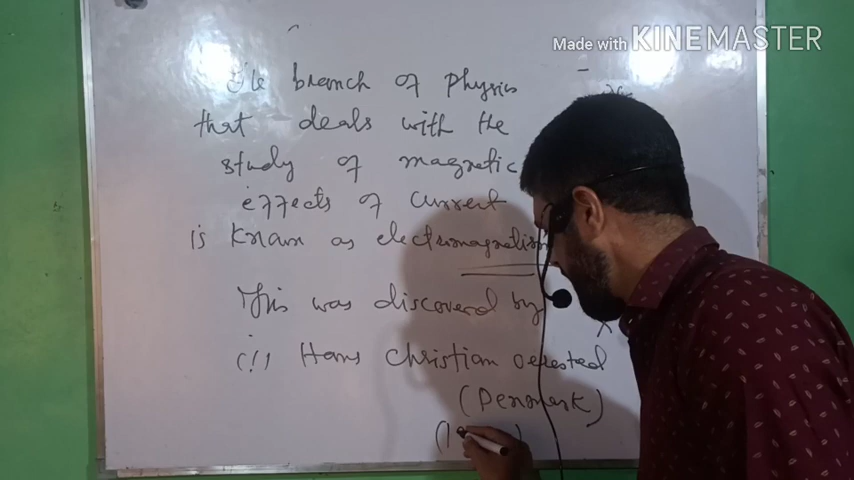 Made with KINEMASTER
the branch of physics
that deals with the
study of magnetic
effects of current
is known as electromagnetism
This was discovered by
(i) Hans Christian oersted
(Denmark)